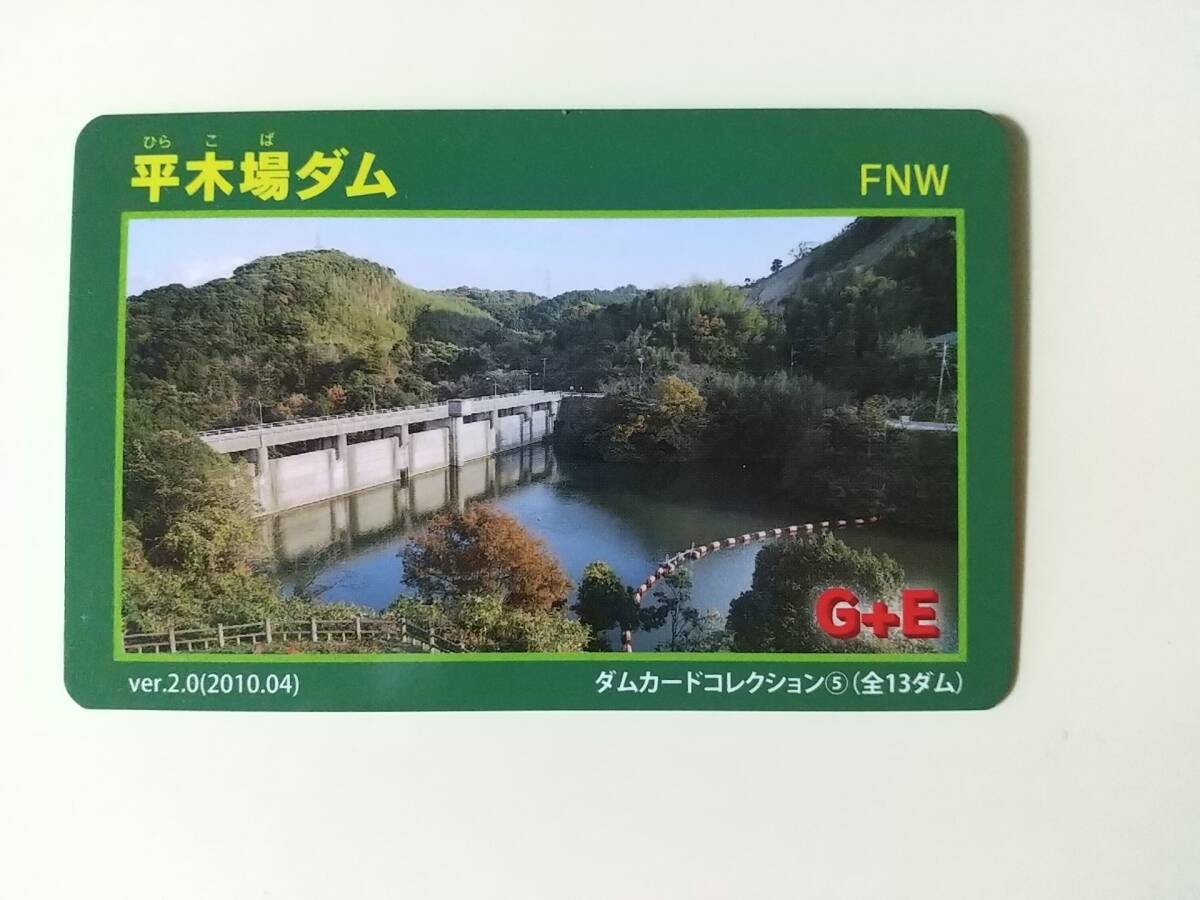 ひら こ ば
平木場ダム
FNW
G+E
ver.2.0(2010.04)
ダムカードコレクション⑤(全13ダム)